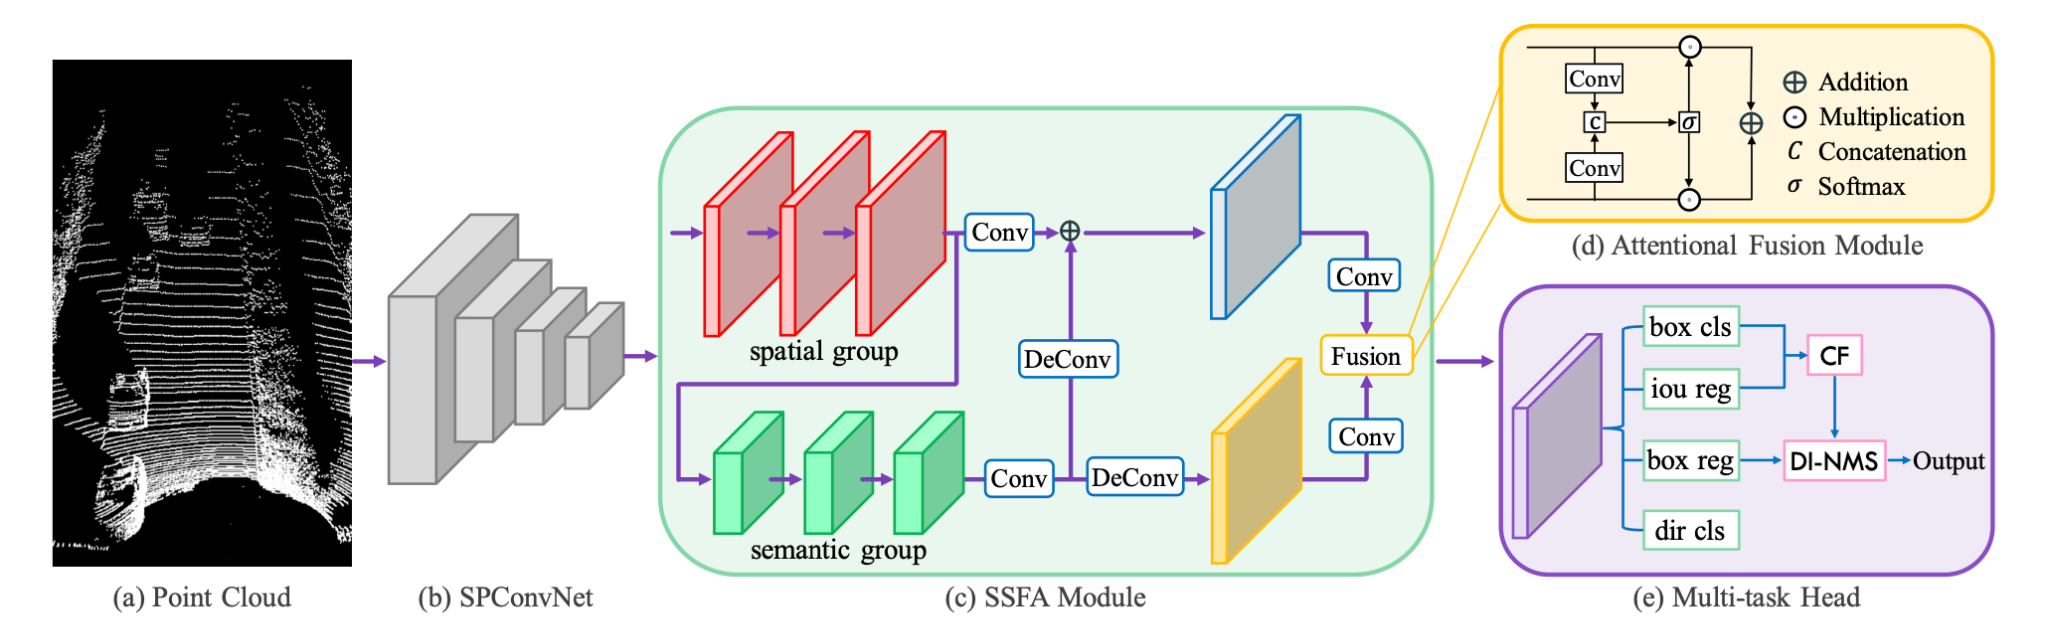 (a) Point Cloud
(b) SPConvNet
spatial group
Conv
DeConv
semantic group
Conv
DeConv
Conv
Fusion
Conv
(c) SSFA Module
Conv
C
Conv
σ
Addition
Multiplication
C Concatenation
σ Softmax
(d) Attentional Fusion Module
box cls
iou reg
box reg
dir cls
CF
DI-NMS
Output
(e) Multi-task Head